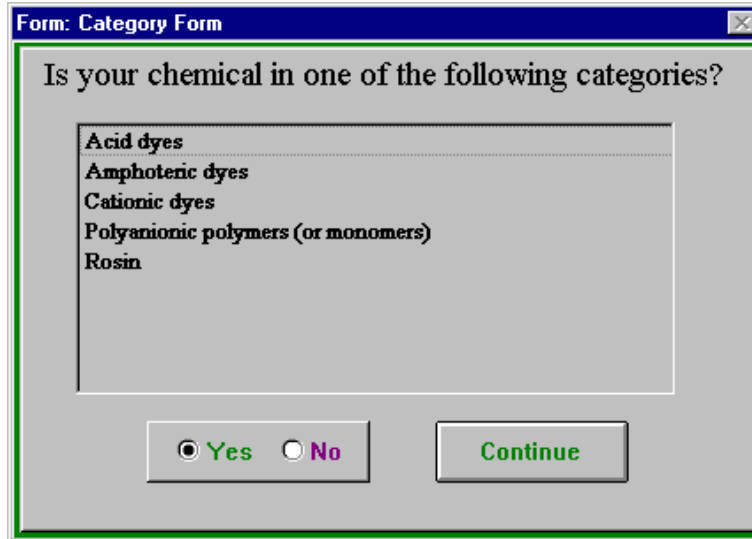 Form: Category Form
Is your chemical in one of the following categories?
Acid dyes
Amphoteric dyes
Cationic dyes
Polyanionic polymers (or monomers)
Rosin
Yes No Continue